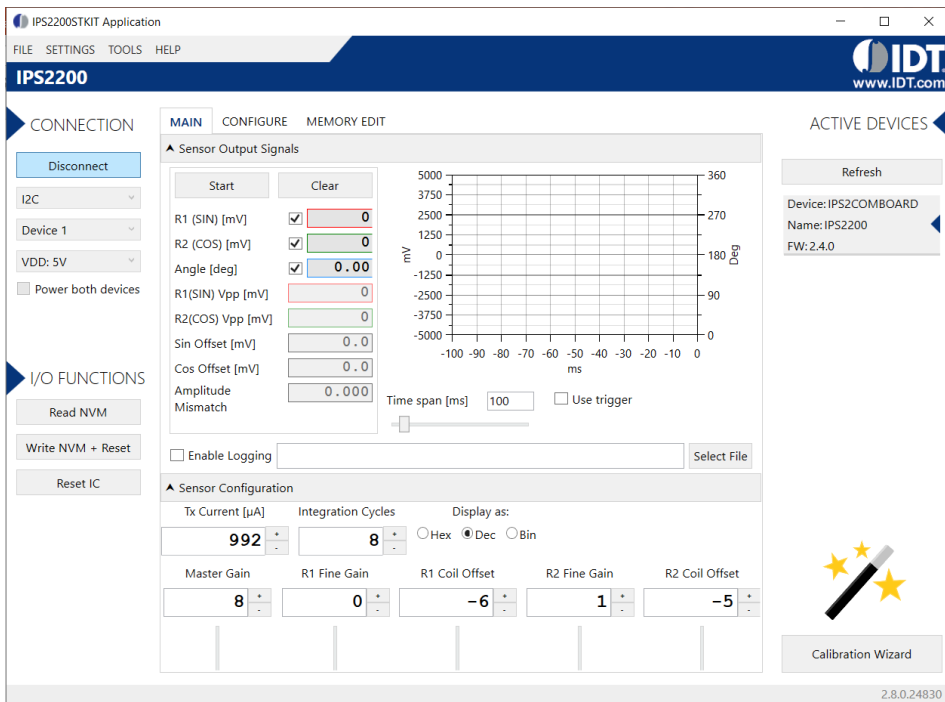 IPS2200STKIT Application
FILE SETTINGS TOOLS HELP
IPS2200
IDT
www.IDT.com
CONNECTION
Disconnect
I2C
Device 1
VDD: 5V
Power both devices
I/O FUNCTIONS
Read NVM
Write NVM + Reset
Reset IC
MAIN CONFIGURE MEMORY EDIT
Sensor Output Signals
Start Clear
R1 (SIN) [mV] 0
R2 (COS) [mV] 0
Angle [deg] 0.00
R1(SIN) Vpp [mV] 0
R2(COS) Vpp [mV] 0
Sin Offset [mV] 0.0
Cos Offset [mV] 0.0
Amplitude
Mismatch 0.000
5000 360
3750
2500 270
1250
mV 0 180 Deg
-1250
-2500 90
-3750
-5000 0
-100 -90 -80 -70 -60 -50 -40 -30 -20 -10 0
ms
Time span [ms] 100 Use trigger
Enable Logging Select File
Sensor Configuration
Tx Current [µA] Integration Cycles Display as:
992 + - 8 + - Hex Dec Bin
Master Gain R1 Fine Gain R1 Coil Offset R2 Fine Gain R2 Coil Offset
8 + - 0 + - -6 + - 1 + - -5 + -
ACTIVE DEVICES
Refresh
Device: IPS2COMBOARD
Name: IPS2200
FW: 2.4.0
Calibration Wizard
2.8.0.24830